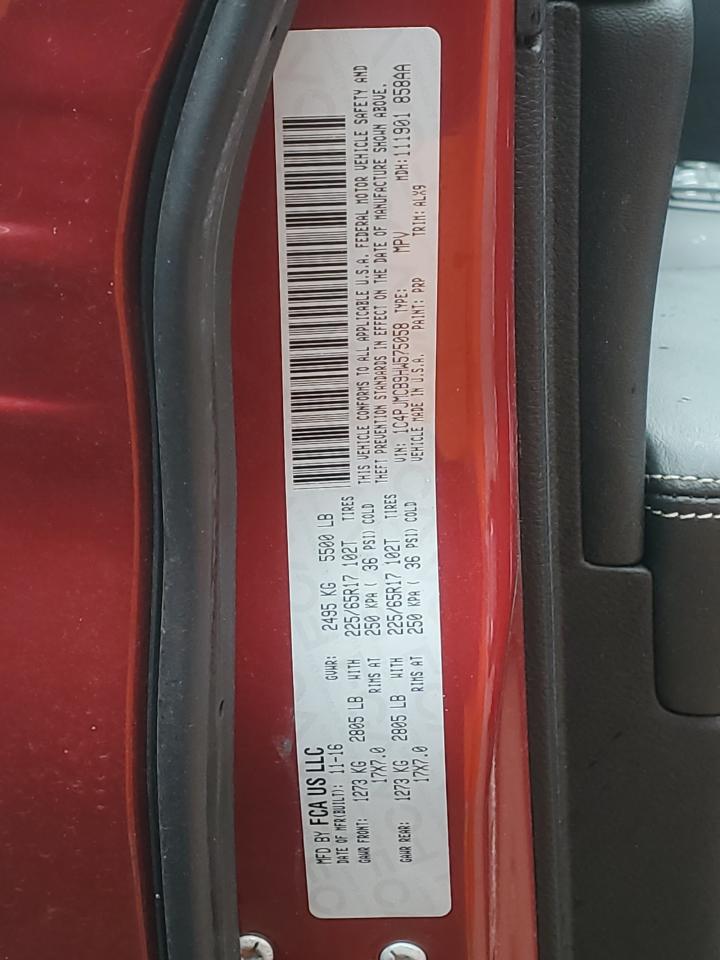 MFD BY FCA US LLC
DATE OF MFR(BUILT): 11-16 GVWR: 2495 KG 5500 LB
GAWR FRONT: 1273 KG 2805 LB WITH 225/65R17 102T TIRES
17X7.0 RIMS AT 250 KPA ( 36 PSI) COLD
GAWR REAR: 1273 KG 2805 LB WITH 225/65R17 102T TIRES
17X7.0 RIMS AT 250 KPA ( 36 PSI) COLD
THIS VEHICLE CONFORMS TO ALL APPLICABLE U.S.A. FEDERAL MOTOR VEHICLE SAFETY AND
THEFT PREVENTION STANDARDS IN EFFECT ON THE DATE OF MANUFACTURE SHOWN ABOVE.
VIN: 1C4PJMCB9HW575058 TYPE: MPV MDH:111901 858AA
VEHICLE MADE IN U.S.A. PAINT: PRP TRIM: ALX9